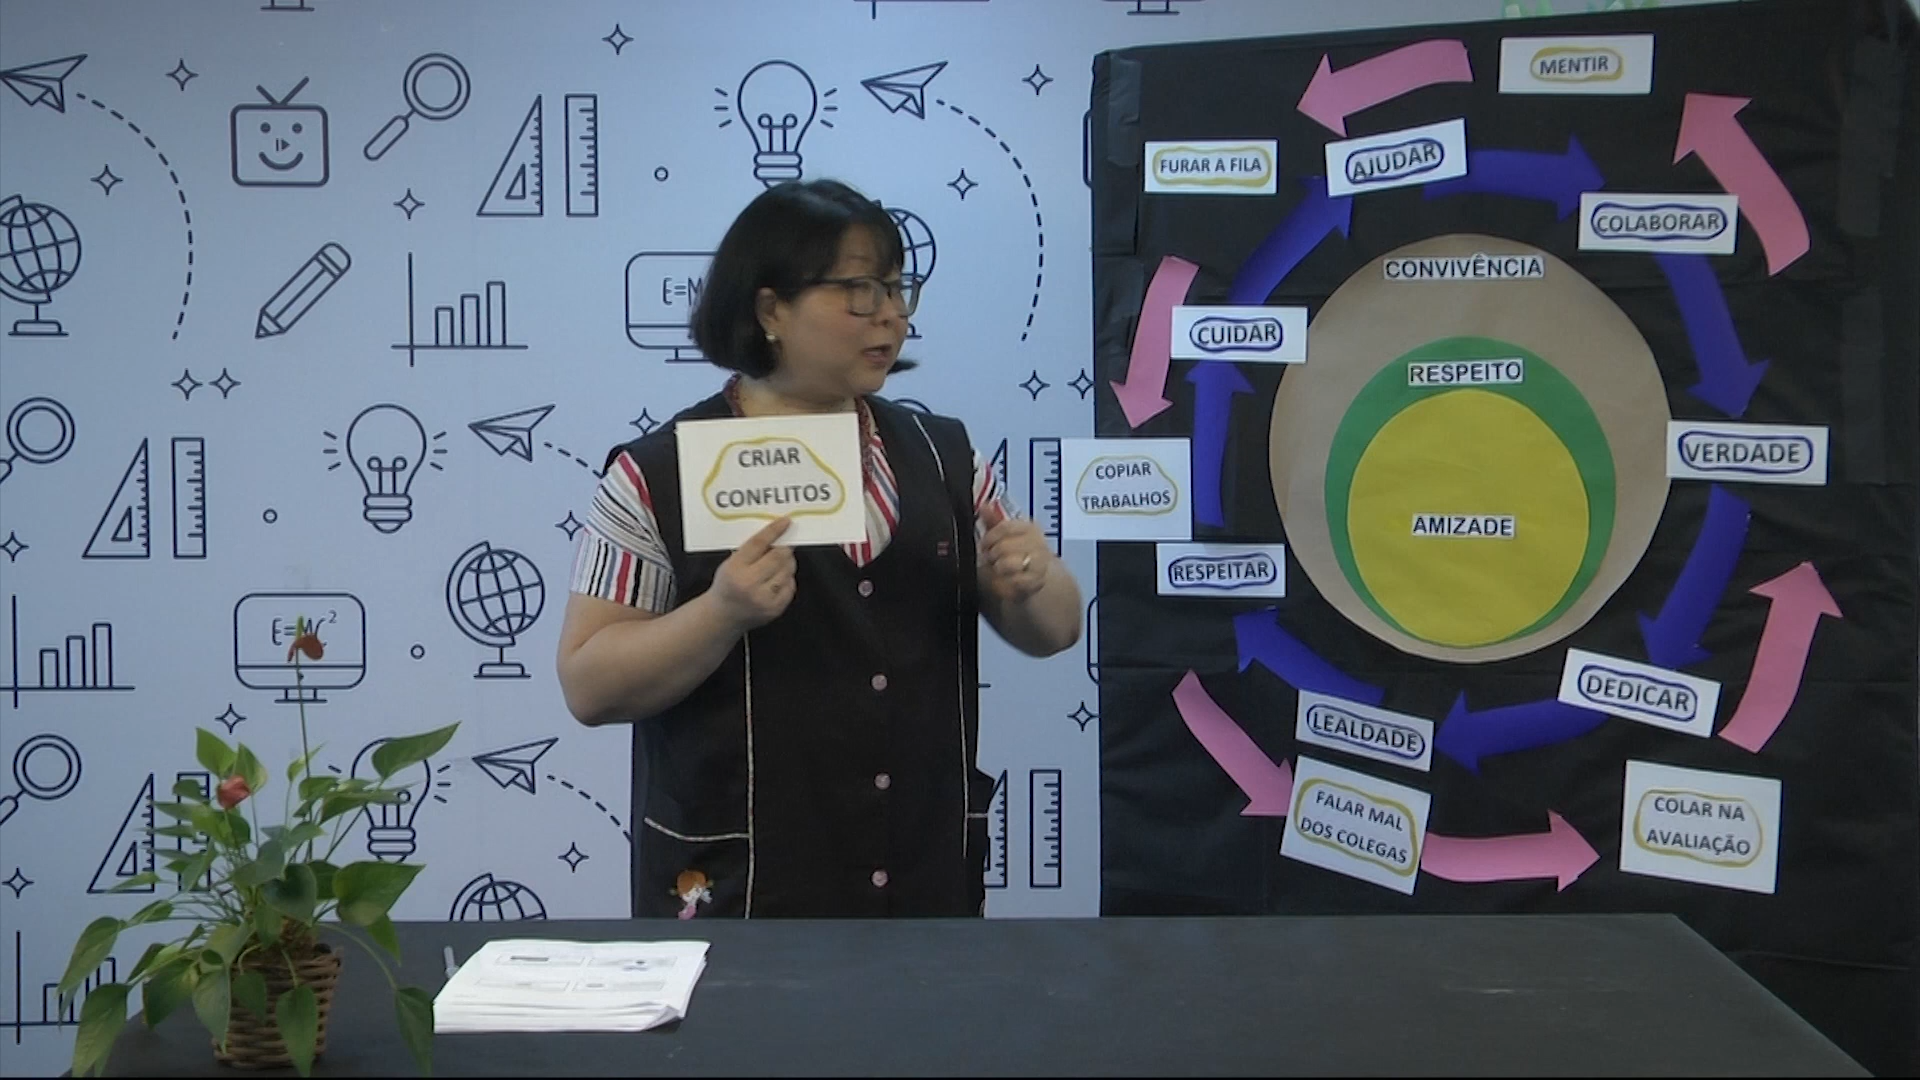 MENTIR
FURAR A FILA
AJUDAR
COLABORAR
CONVIVÊNCIA
CUIDAR
RESPEITO
VERDADE
CRIAR
CONFLITOS
COPIAR
TRABALHOS
AMIZADE
RESPEITAR
DEDICAR
LEALDADE
FALAR MAL
DOS COLEGAS
COLAR NA
AVALIAÇÃO
E=M
E=MC²